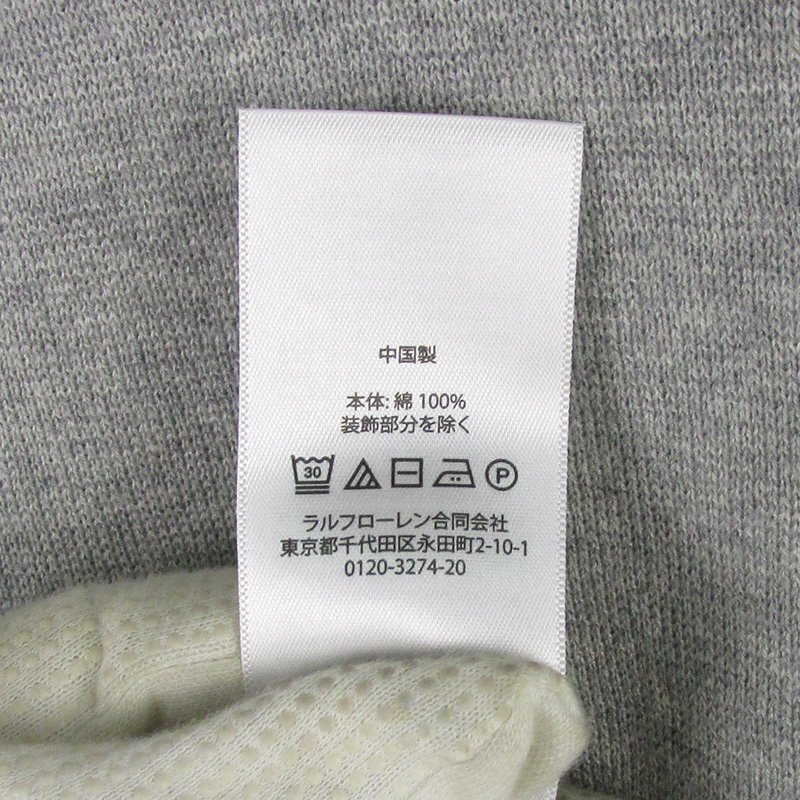 中国製
本体: 綿 100%
装飾部分を除く
30 P
ラルフローレン合同会社
東京都千代田区永田町2-10-1
0120-3274-20